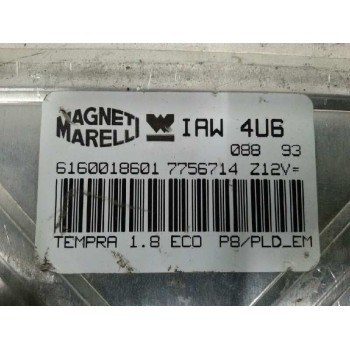 MAGNETI MARELLI IAW 4U6
088 93
6160018601 7756714 Z12V=
TEMPRA 1.8 ECO P8/PLD_EM